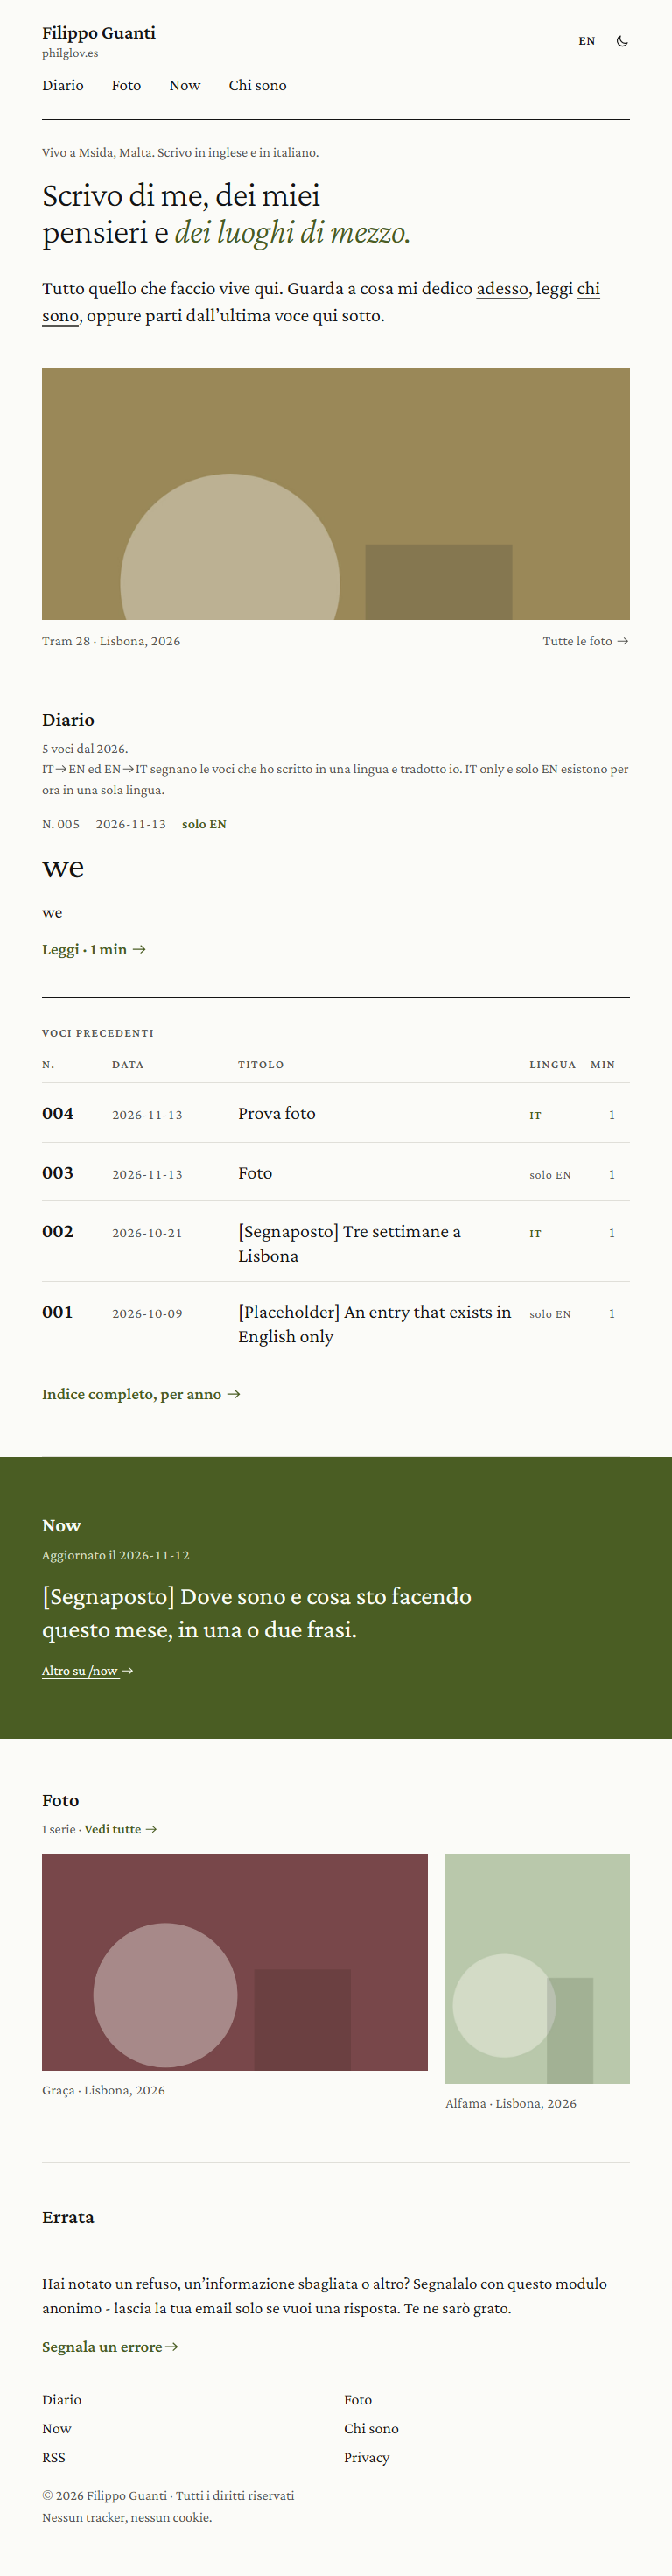 Filippo Guanti
philglov.es
EN
Diario Foto Now Chi sono
Vivo a Msida, Malta. Scrivo in inglese e in italiano.
Scrivo di me, dei miei
pensieri e dei luoghi di mezzo.
Tutto quello che faccio vive qui. Guarda a cosa mi dedico adesso, leggi chi
sono, oppure parti dall’ultima voce qui sotto.
Tram 28 · Lisbona, 2026 Tutte le foto →
Diario
5 voci dal 2026.
IT→EN ed EN→IT segnano le voci che ho scritto in una lingua e tradotto io. IT only e solo EN esistono per
ora in una sola lingua.
N. 005 2026-11-13 solo EN
we
we
Leggi · 1 min →
VOCI PRECEDENTI
N. DATA TITOLO LINGUA MIN
004 2026-11-13 Prova foto IT 1
003 2026-11-13 Foto solo EN 1
002 2026-10-21 [Segnaposto] Tre settimane a IT 1
Lisbona
001 2026-10-09 [Placeholder] An entry that exists in solo EN 1
English only
Indice completo, per anno →
Now
Aggiornato il 2026-11-12
[Segnaposto] Dove sono e cosa sto facendo
questo mese, in una o due frasi.
Altro su /now →
Foto
1 serie · Vedi tutte →
Graça · Lisbona, 2026
Alfama · Lisbona, 2026
Errata
Hai notato un refuso, un’informazione sbagliata o altro? Segnalalo con questo modulo
anonimo - lascia la tua email solo se vuoi una risposta. Te ne sarò grato.
Segnala un errore→
Diario Foto
Now Chi sono
RSS Privacy
© 2026 Filippo Guanti · Tutti i diritti riservati
Nessun tracker, nessun cookie.